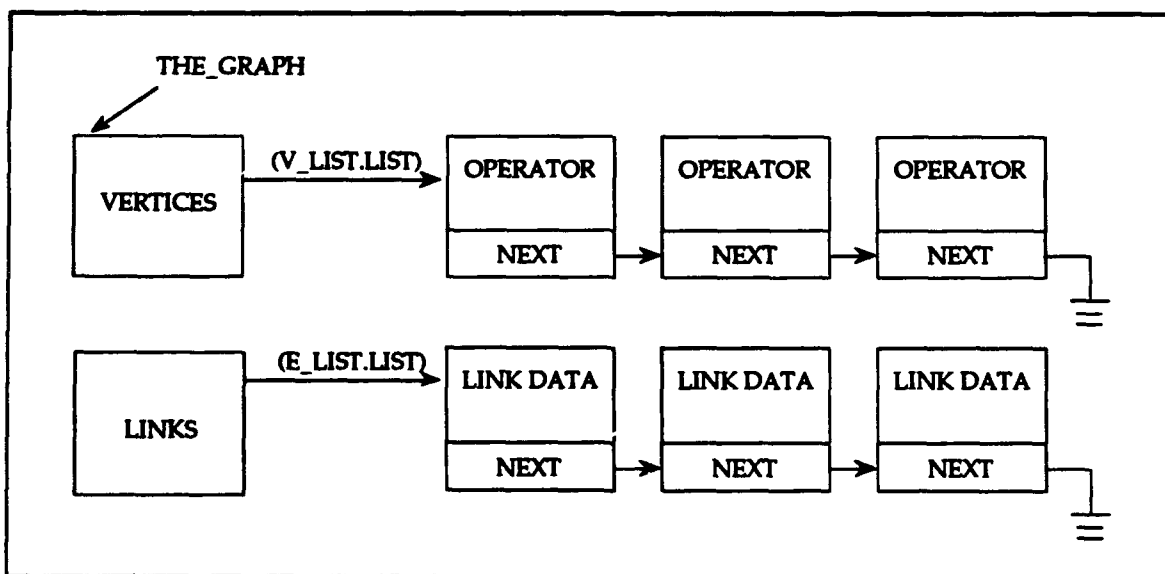 THE_GRAPH
(V_LIST.LIST)
VERTICES
OPERATOR
OPERATOR
OPERATOR
NEXT
NEXT
NEXT
(E_LIST.LIST)
LINKS
LINK DATA
LINK DATA
LINK DATA
NEXT
NEXT
NEXT